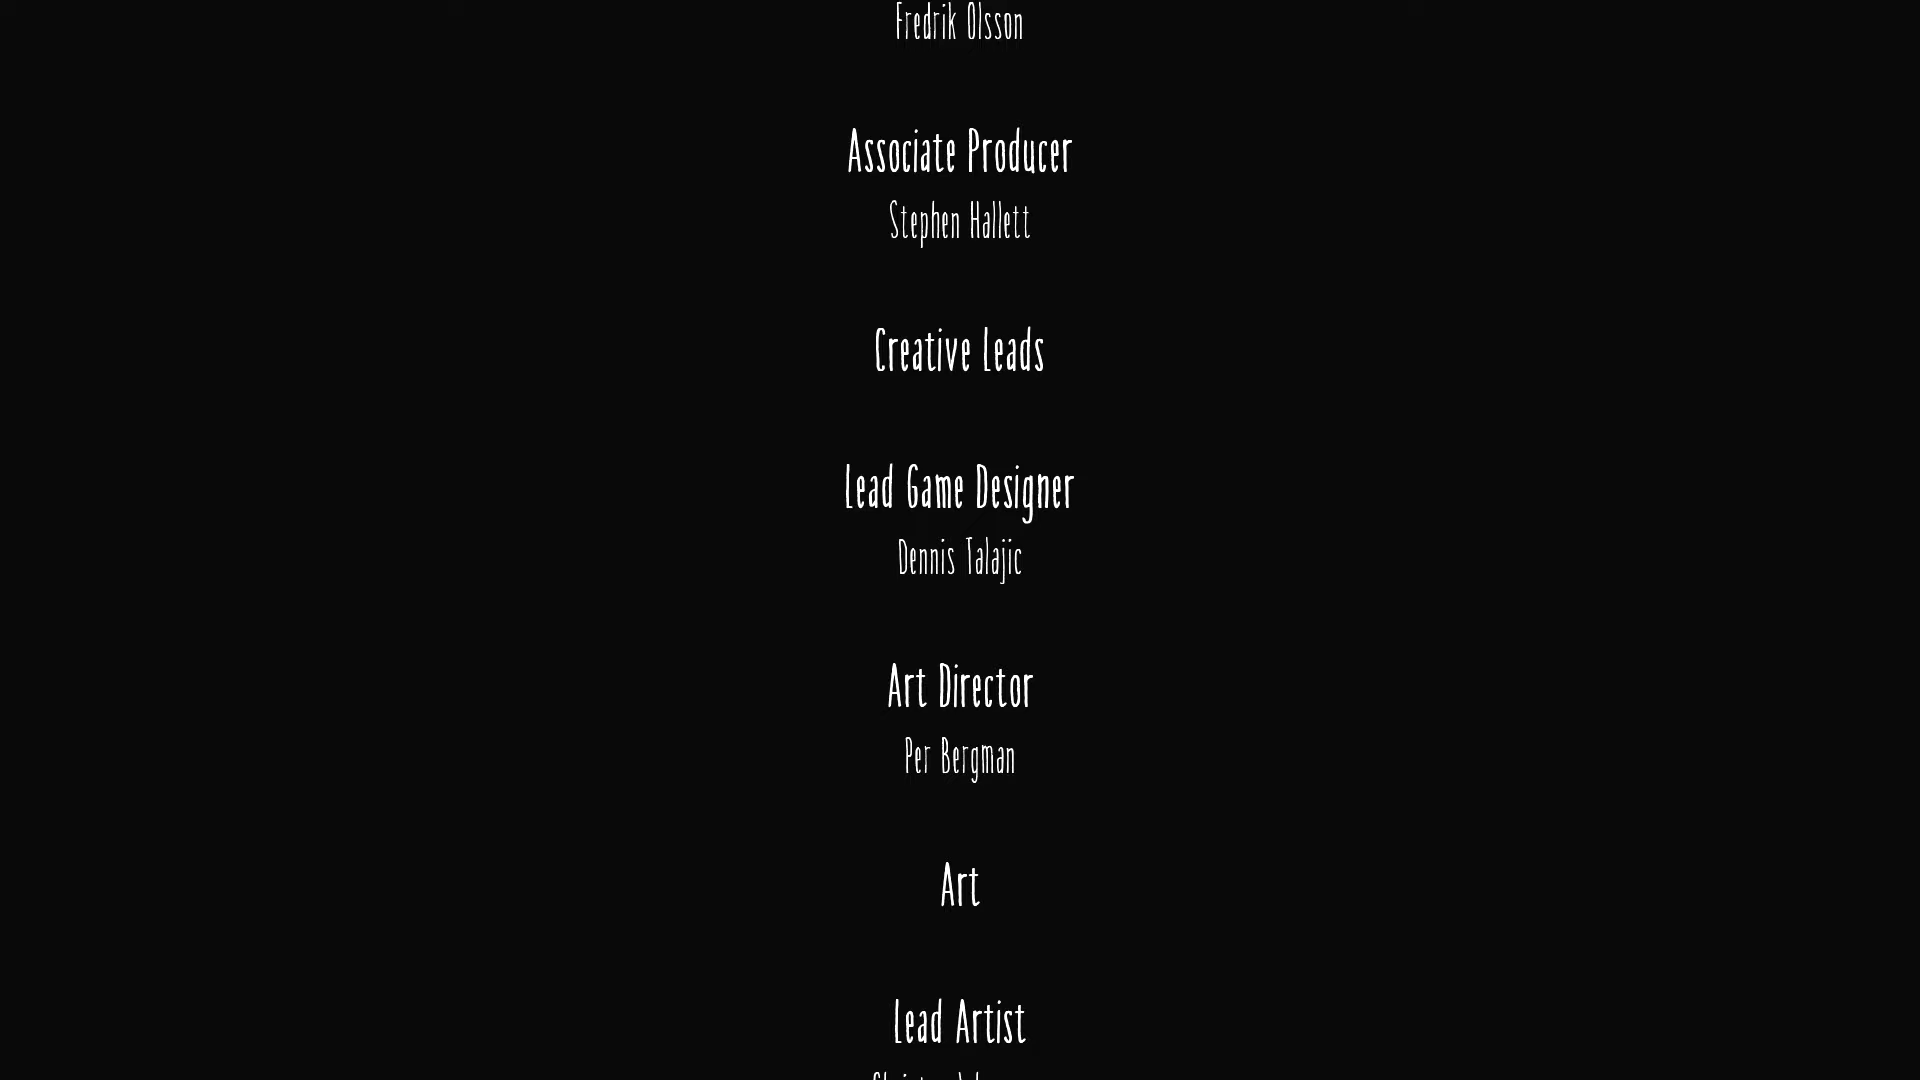 Fredrik Olsson
Associate Producer
Stephen Hallett
Creative Leads
Lead Game Designer
Dennis Talajic
Art Director
Per Bergman
Art
Lead Artist